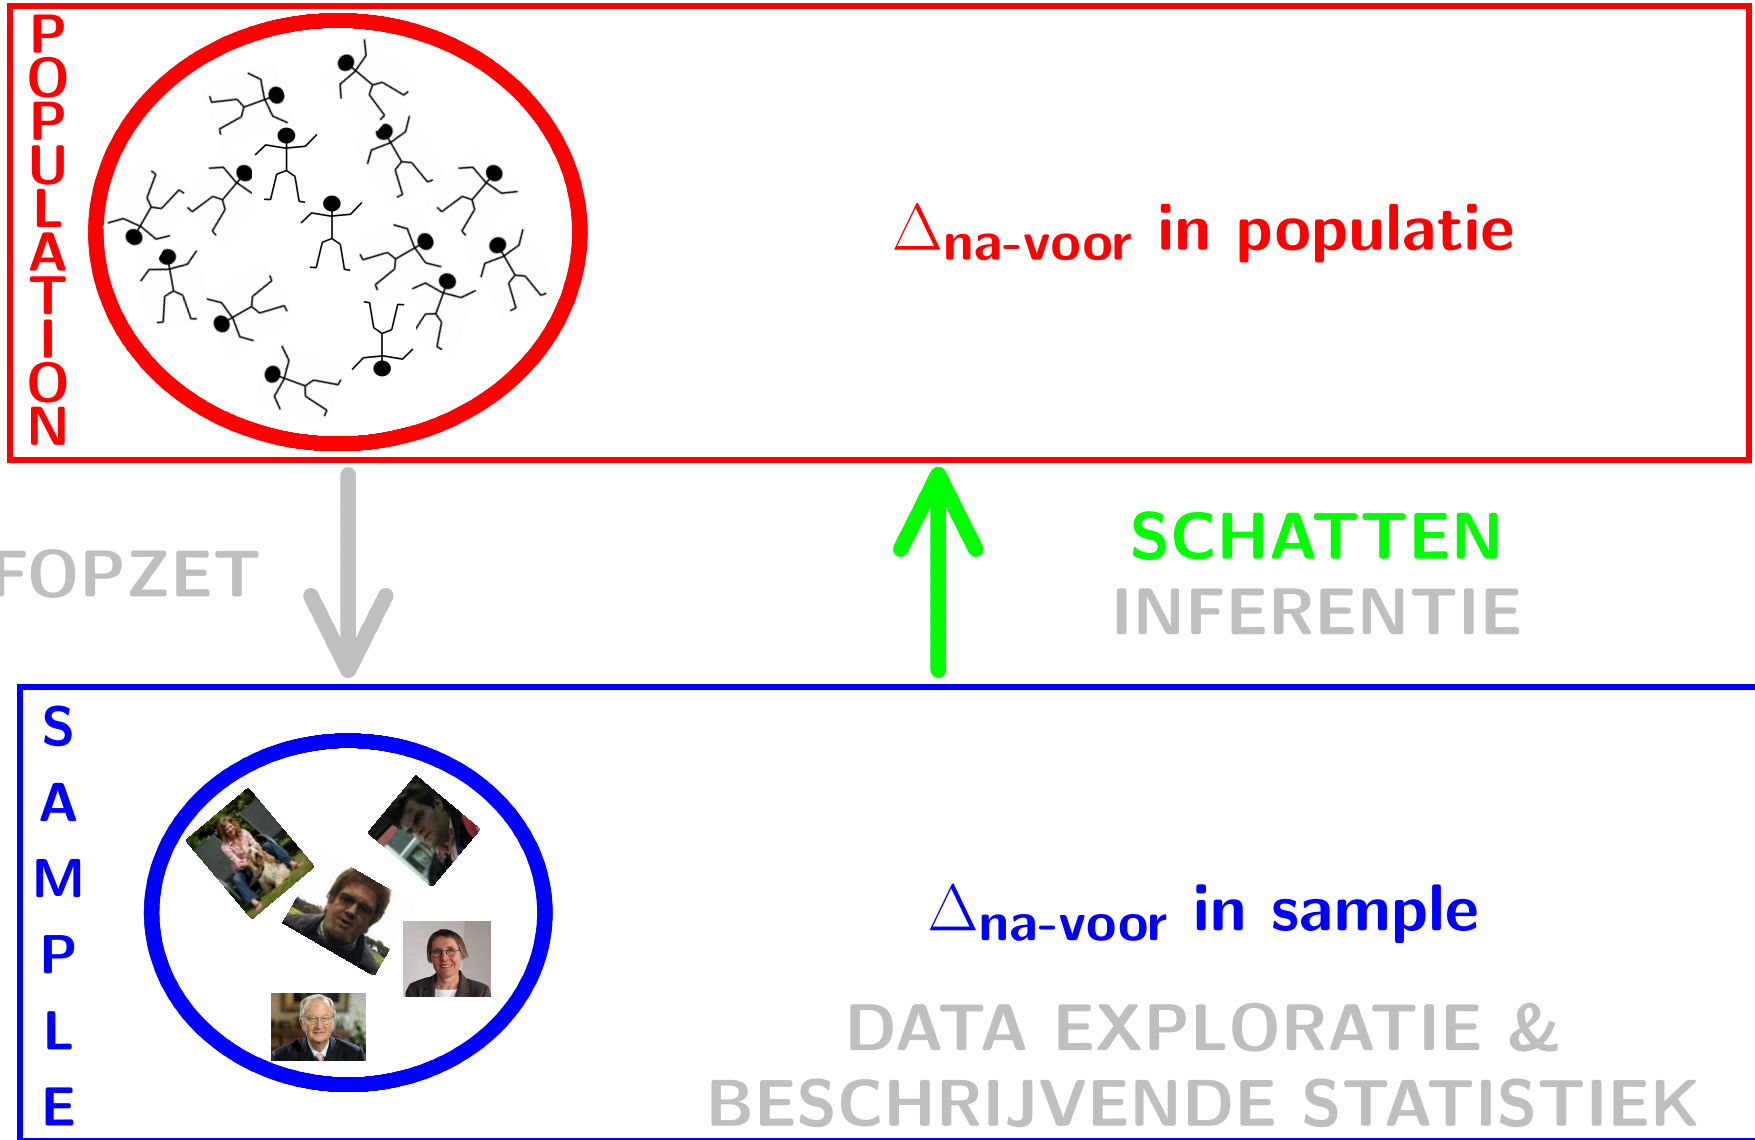 POPULATION
Δna-voor in populatie
FOPZET
SCHATTEN
INFERENTIE
SAMPLE
Δna-voor in sample
DATA EXPLORATIE &
BESCHRIJVENDE STATISTIEK